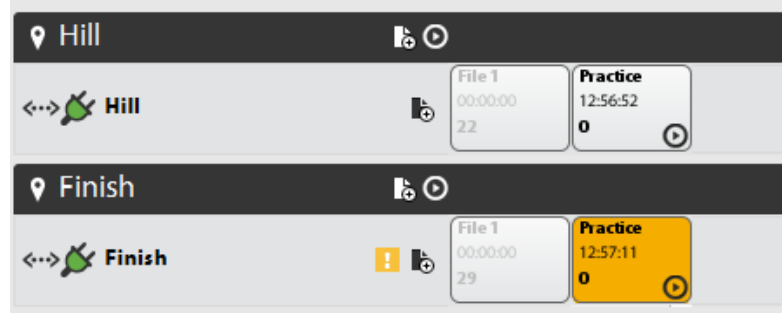 Hill
Hill
File 1
00:00:00
22
Practice
12:56:52
0
Finish
Finish
!
File 1
00:00:00
29
Practice
12:57:11
0